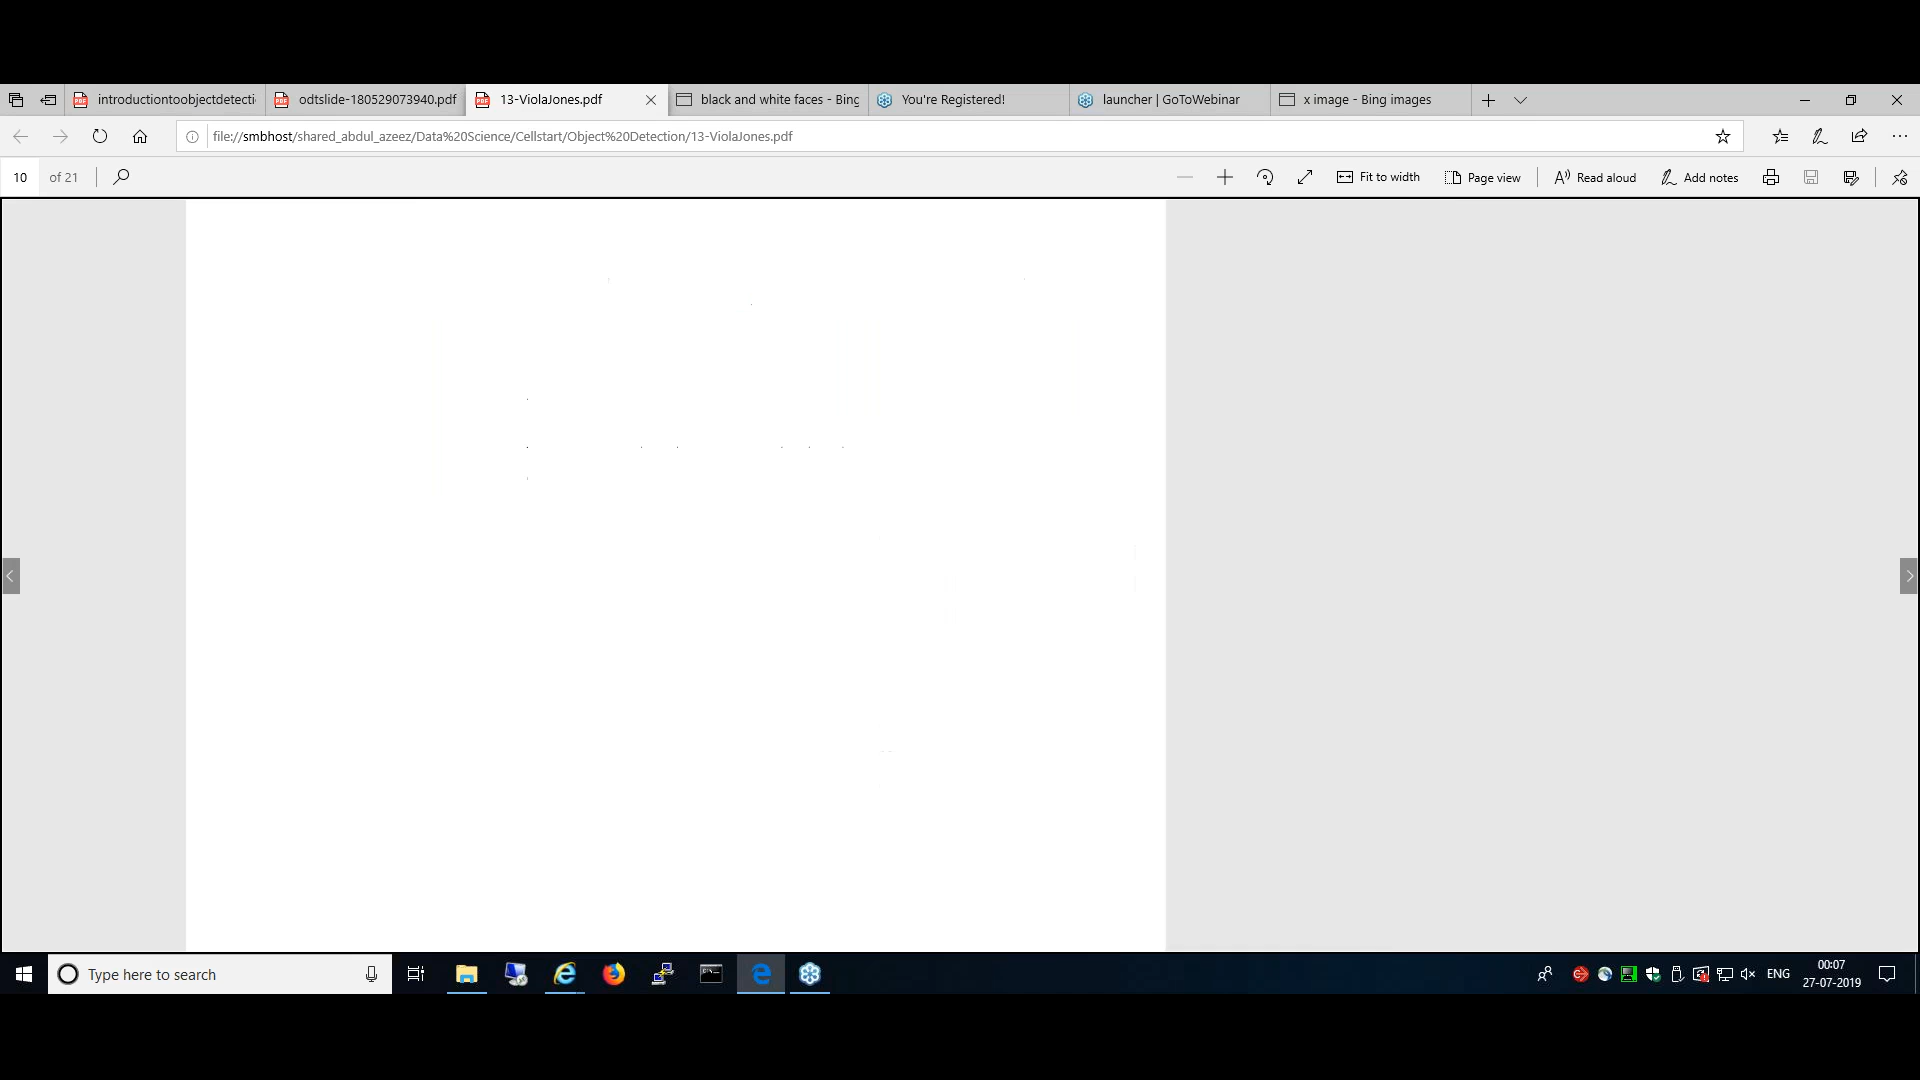 introductiontoobjectdetecti
odtslide-180529073940.pdf
13-ViolaJones.pdf
black and white faces - Bing
You're Registered!
launcher | GoToWebinar
x image - Bing images
file://smbhost/shared_abdul_azeez/Data%20Science/Cellstart/Object%20Detection/13-ViolaJones.pdf
10 of 21
Fit to width
Page view
Read aloud
Add notes
Type here to search
ENG
00:07
27-07-2019